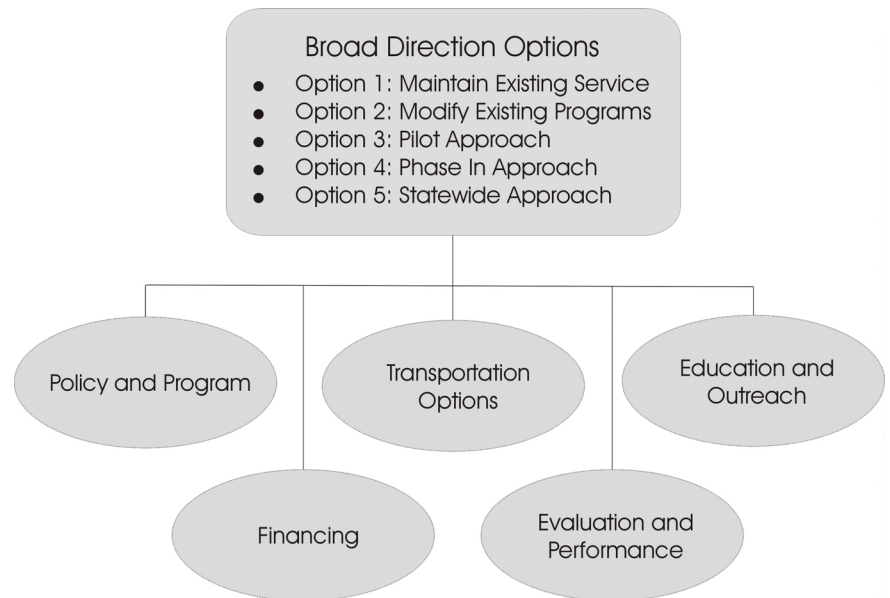 Broad Direction Options
● Option 1: Maintain Existing Service
● Option 2: Modify Existing Programs
● Option 3: Pilot Approach
● Option 4: Phase In Approach
● Option 5: Statewide Approach
Policy and Program
Transportation
Options
Education and
Outreach
Financing
Evaluation and
Performance